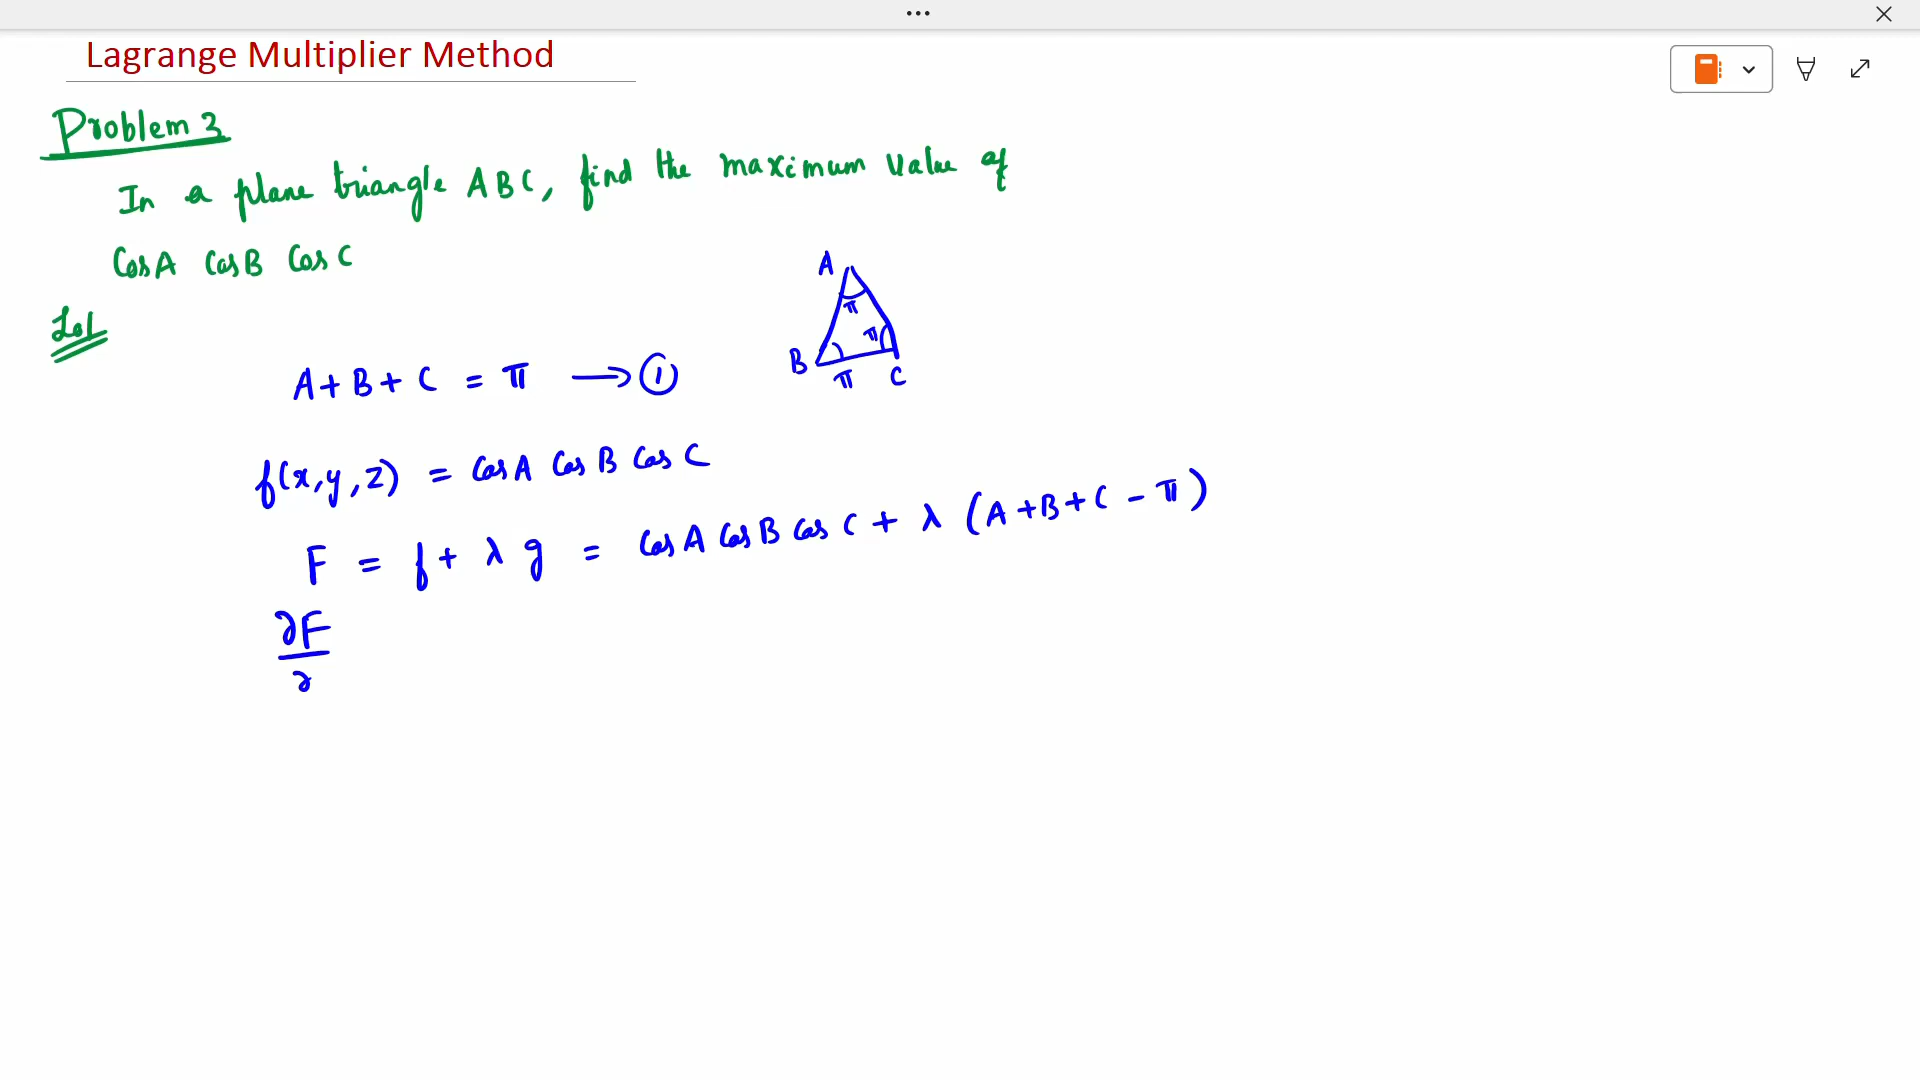 Lagrange Multiplier Method
Problem 3
In a plane triangle ABC, find the maximum value of
Cos A Cos B Cos C
Sol
A
π
π
B
π
C
A + B + C = π → ①
f(x, y, z) = Cos A Cos B Cos C
F = f + λ g = Cos A Cos B Cos C + λ (A + B + C - π)
∂F
∂